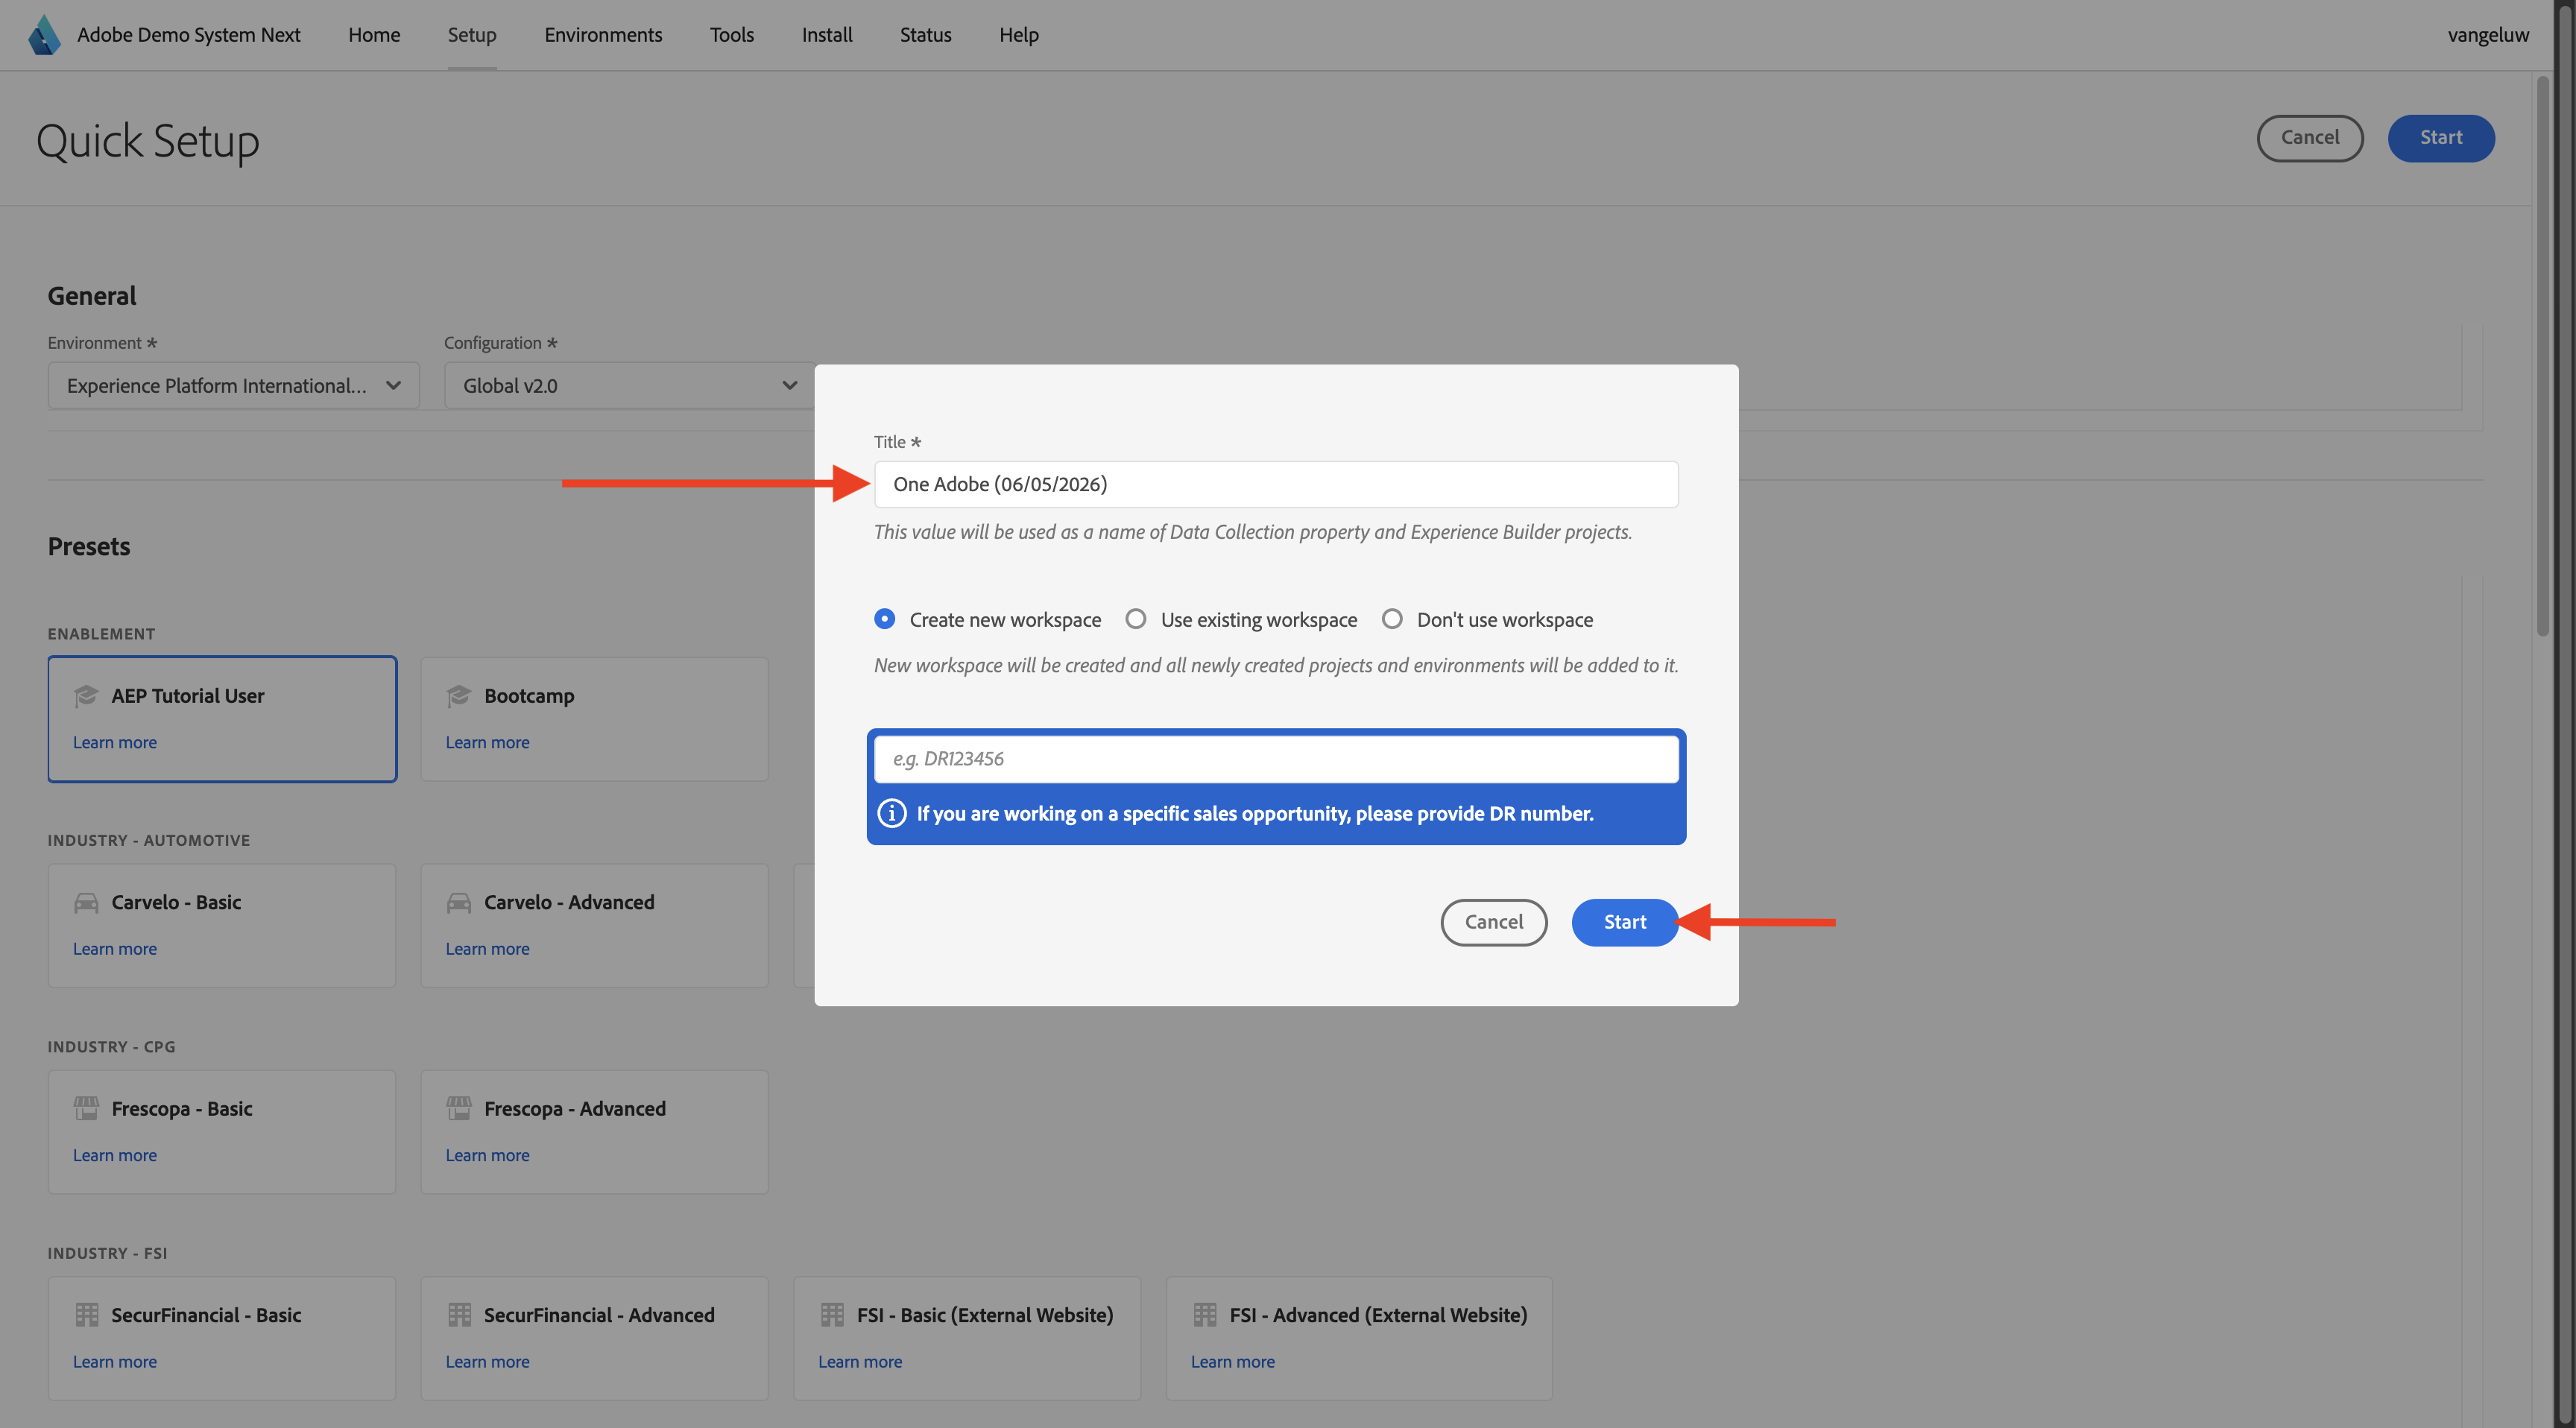 Adobe Demo System Next Home Setup Environments Tools Install Status Help vangeluw
Quick Setup Cancel Start
General
Environment * Configuration *
Experience Platform International... Global v2.0
Title *
One Adobe (06/05/2026)
This value will be used as a name of Data Collection property and Experience Builder projects.
Create new workspace Use existing workspace Don't use workspace
New workspace will be created and all newly created projects and environments will be added to it.
e.g. DR123456
If you are working on a specific sales opportunity, please provide DR number.
Cancel Start
Presets
ENABLEMENT
AEP Tutorial User Bootcamp
Learn more Learn more
INDUSTRY - AUTOMOTIVE
Carvelo - Basic Carvelo - Advanced
Learn more Learn more
INDUSTRY - CPG
Frescopa - Basic Frescopa - Advanced
Learn more Learn more
INDUSTRY - FSI
SecurFinancial - Basic SecurFinancial - Advanced FSI - Basic (External Website) FSI - Advanced (External Website)
Learn more Learn more Learn more Learn more